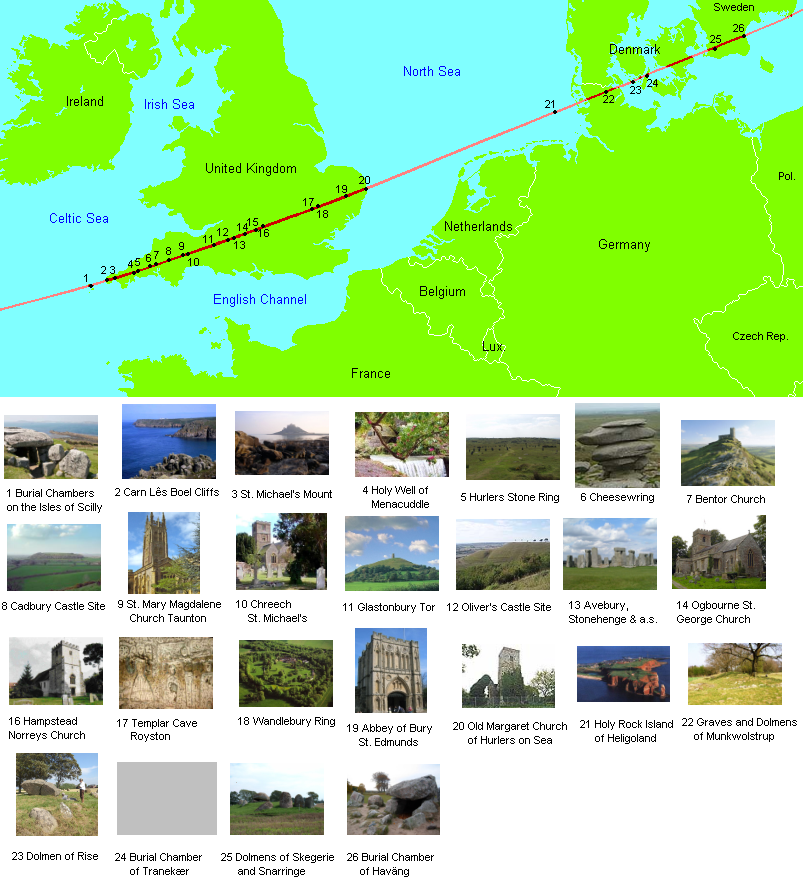 Sweden
26
25
Denmark
North Sea
24
23
Ireland
Irish Sea
21
22
United Kingdom
20
Pol.
19
17
18
Celtic Sea
Netherlands
14 15
16
12
13
11
Germany
9
10
8
6 7
4 5
2 3
1
Belgium
English Channel
Czech Rep.
Lux.
France
1 Burial Chambers
on the Isles of Scilly
2 Carn Lês Boel Cliffs
3 St. Michael's Mount
4 Holy Well of
Menacuddle
5 Hurlers Stone Ring
6 Cheesewring
7 Bentor Church
8 Cadbury Castle Site
9 St. Mary Magdalene
Church Taunton
10 Chreech
St. Michael's
11 Glastonbury Tor
12 Oliver's Castle Site
13 Avebury,
Stonehenge & a.s.
14 Ogbourne St.
George Church
16 Hampstead
Norreys Church
17 Templar Cave
Royston
18 Wandlebury Ring
19 Abbey of Bury
St. Edmunds
20 Old Margaret Church
of Hurlers on Sea
21 Holy Rock Island
of Heligoland
22 Graves and Dolmens
of Munkwolstrup
23 Dolmen of Rise
24 Burial Chamber
of Tranekær
25 Dolmens of Skegerie
and Snarringe
26 Burial Chamber
of Haväng